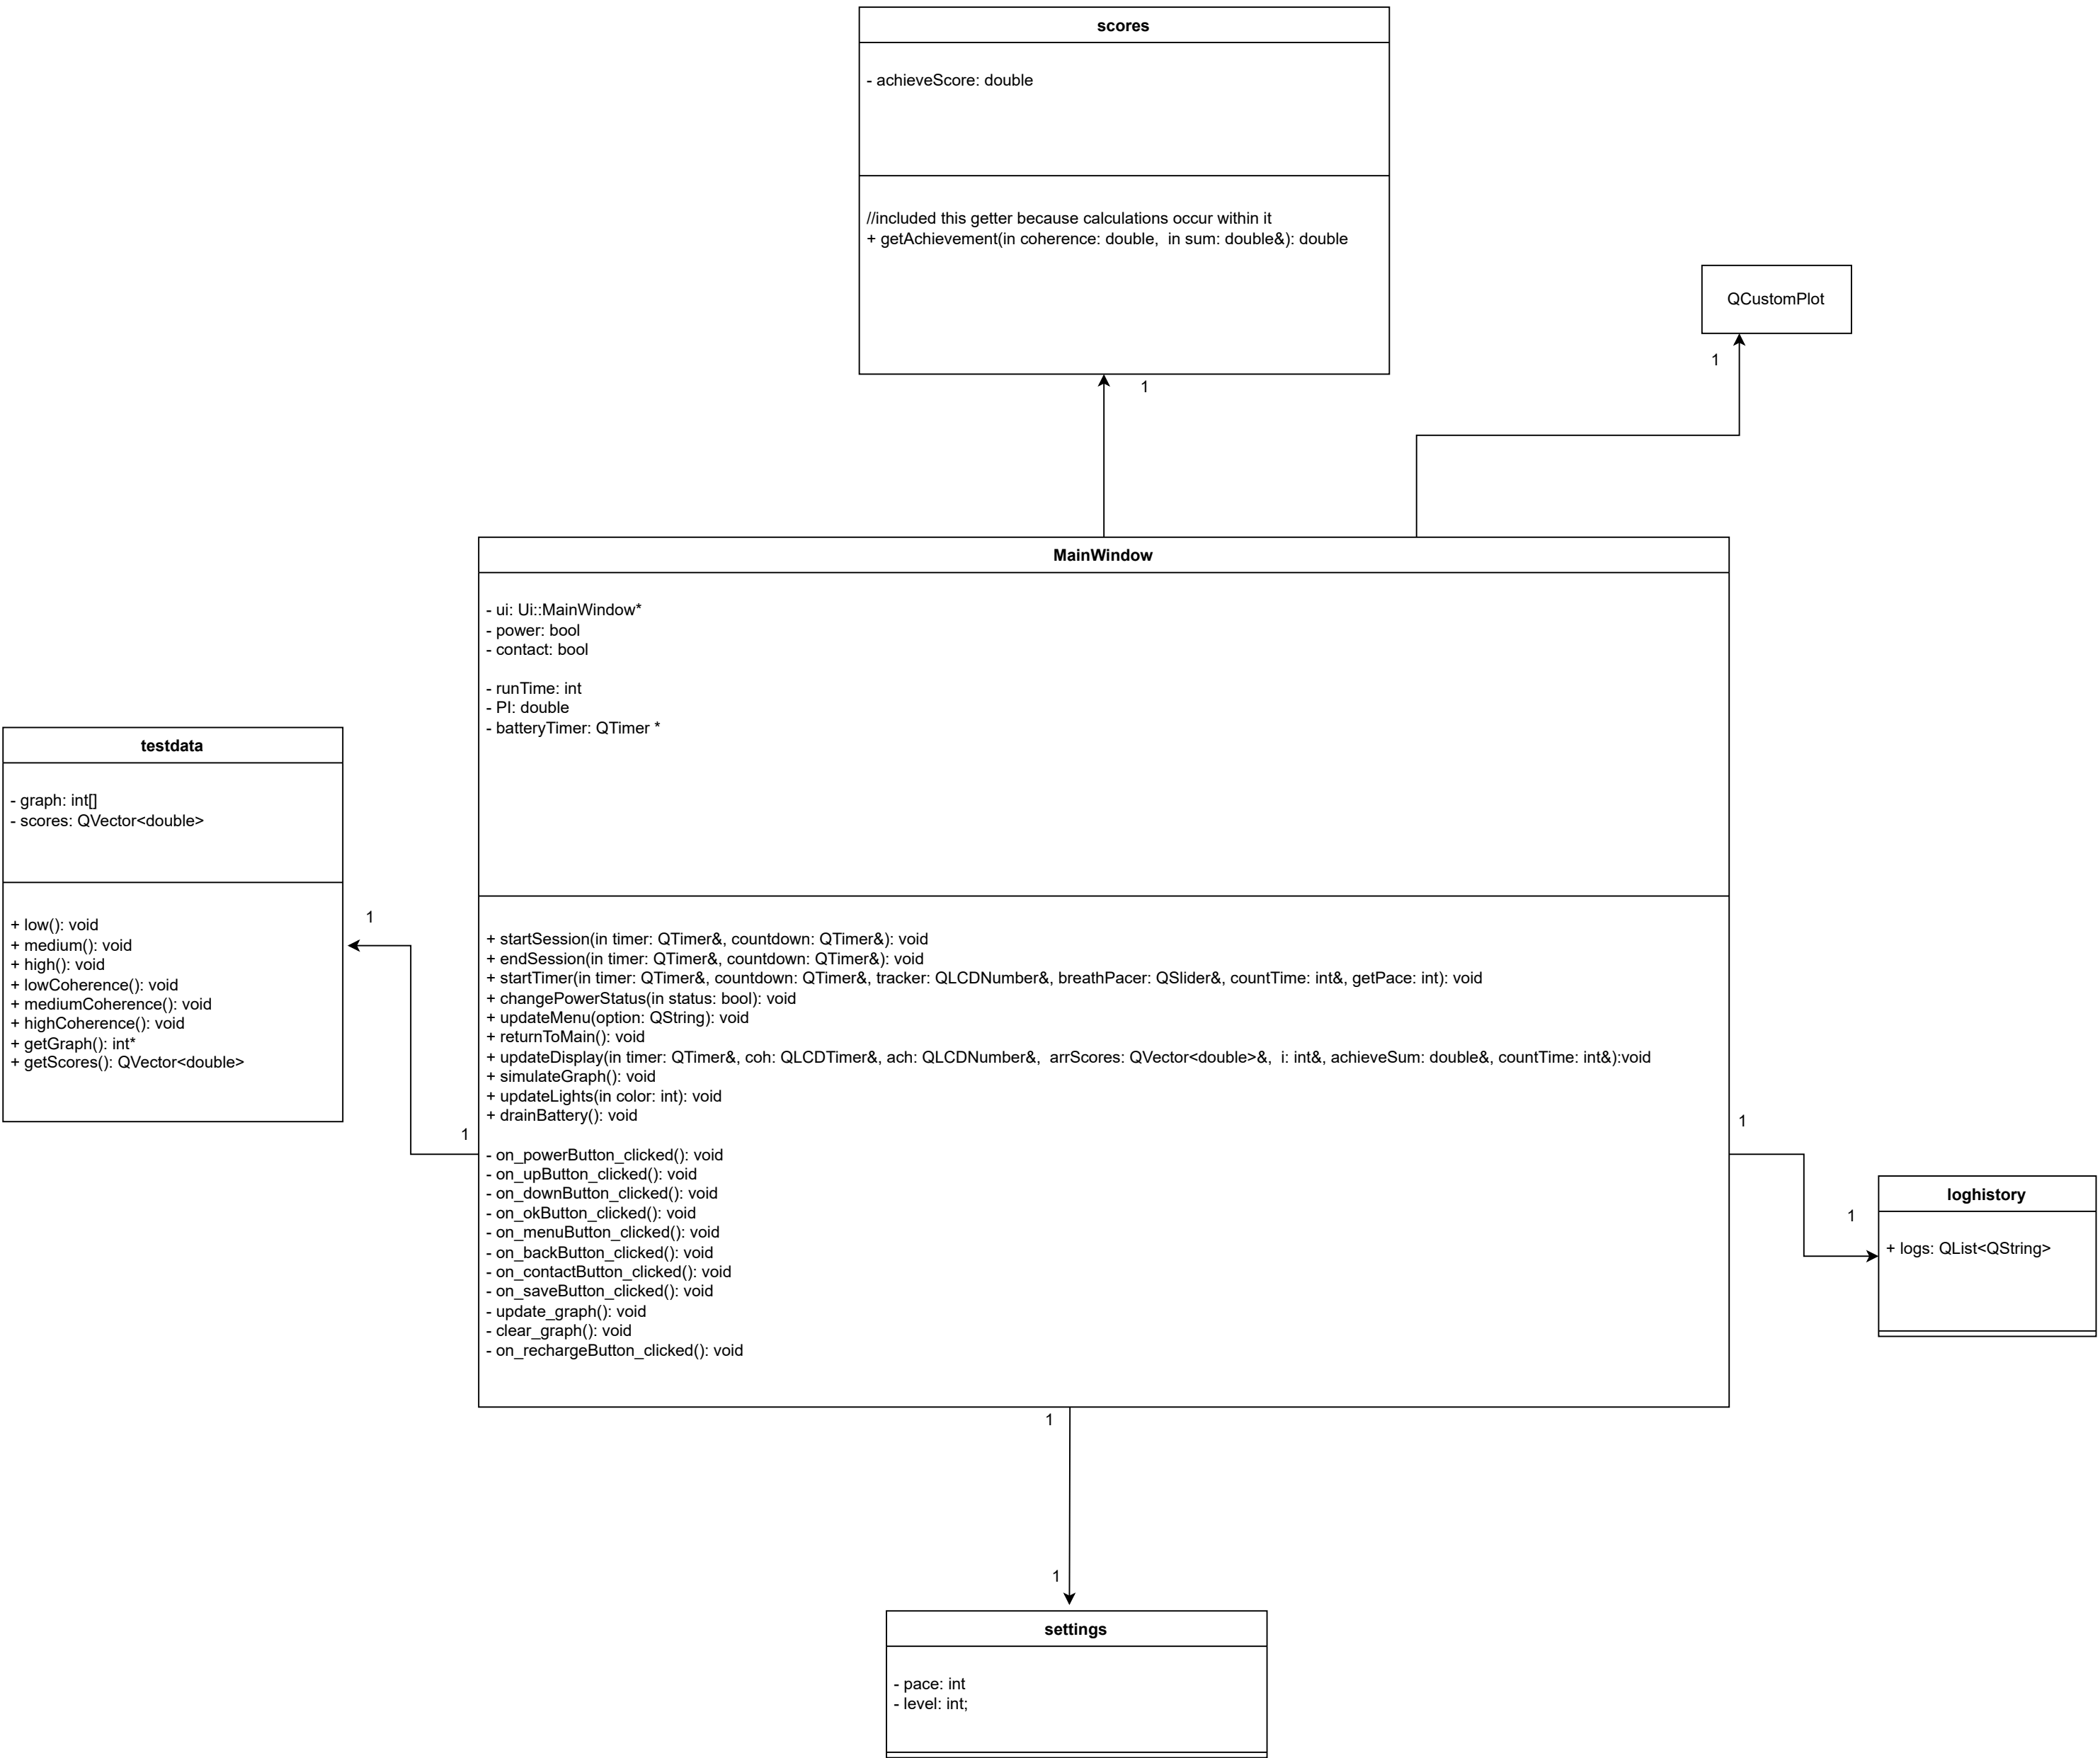 scores
- achieveScore: double
//included this getter because calculations occur within it
+ getAchievement(in coherence: double,  in sum: double&): double
1
QCustomPlot
1
MainWindow
- ui: Ui::MainWindow*
- power: bool
- contact: bool
- runTime: int
- PI: double
- batteryTimer: QTimer *
+ startSession(in timer: QTimer&, countdown: QTimer&): void
+ endSession(in timer: QTimer&, countdown: QTimer&): void
+ startTimer(in timer: QTimer&, countdown: QTimer&, tracker: QLCDNumber&, breathPacer: QSlider&, countTime: int&, getPace: int): void
+ changePowerStatus(in status: bool): void
+ updateMenu(option: QString): void
+ returnToMain(): void
+ updateDisplay(in timer: QTimer&, coh: QLCDTimer&, ach: QLCDNumber&,  arrScores: QVector<double>&,  i: int&, achieveSum: double&, countTime: int&):void
+ simulateGraph(): void
+ updateLights(in color: int): void
+ drainBattery(): void
- on_powerButton_clicked(): void
- on_upButton_clicked(): void
- on_downButton_clicked(): void
- on_okButton_clicked(): void
- on_menuButton_clicked(): void
- on_backButton_clicked(): void
- on_contactButton_clicked(): void
- on_saveButton_clicked(): void
- update_graph(): void
- clear_graph(): void
- on_rechargeButton_clicked(): void
testdata
- graph: int[]
- scores: QVector<double>
+ low(): void
+ medium(): void
+ high(): void
+ lowCoherence(): void
+ mediumCoherence(): void
+ highCoherence(): void
+ getGraph(): int*
+ getScores(): QVector<double>
1
1
1
1
loghistory
+ logs: QList<QString>
1
1
settings
- pace: int
- level: int;